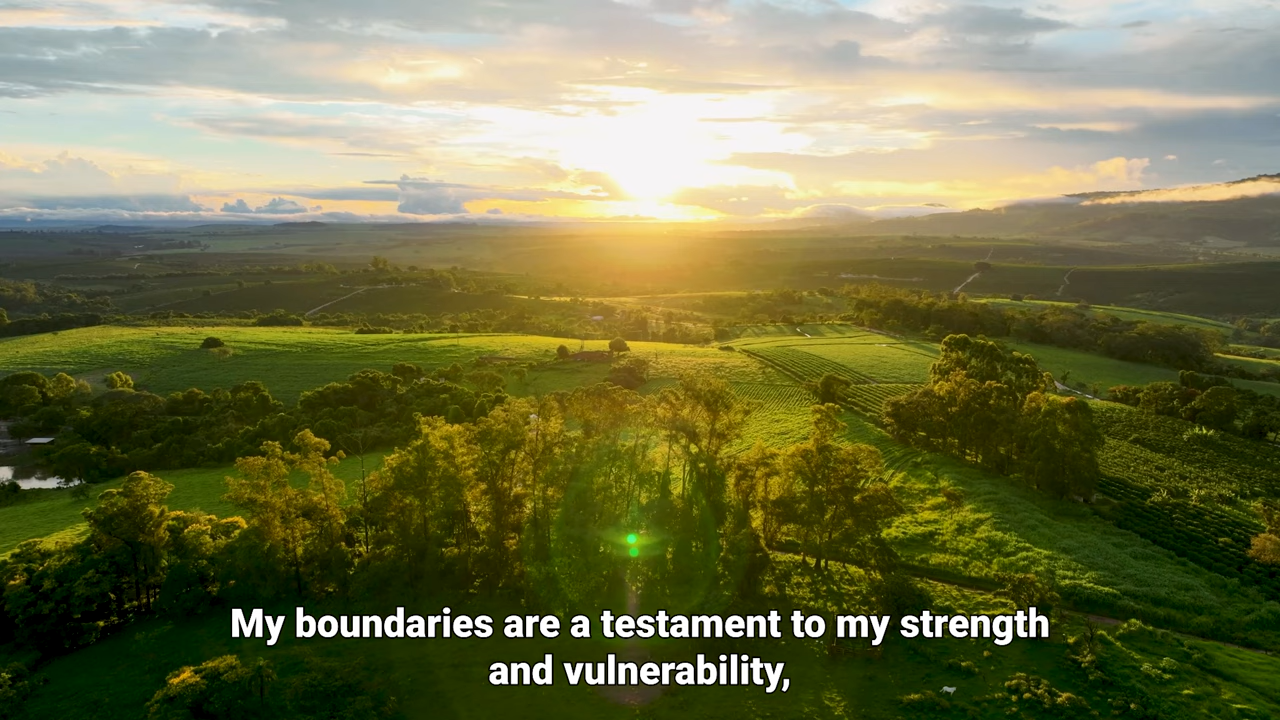 My boundaries are a testament to my strength
and vulnerability,